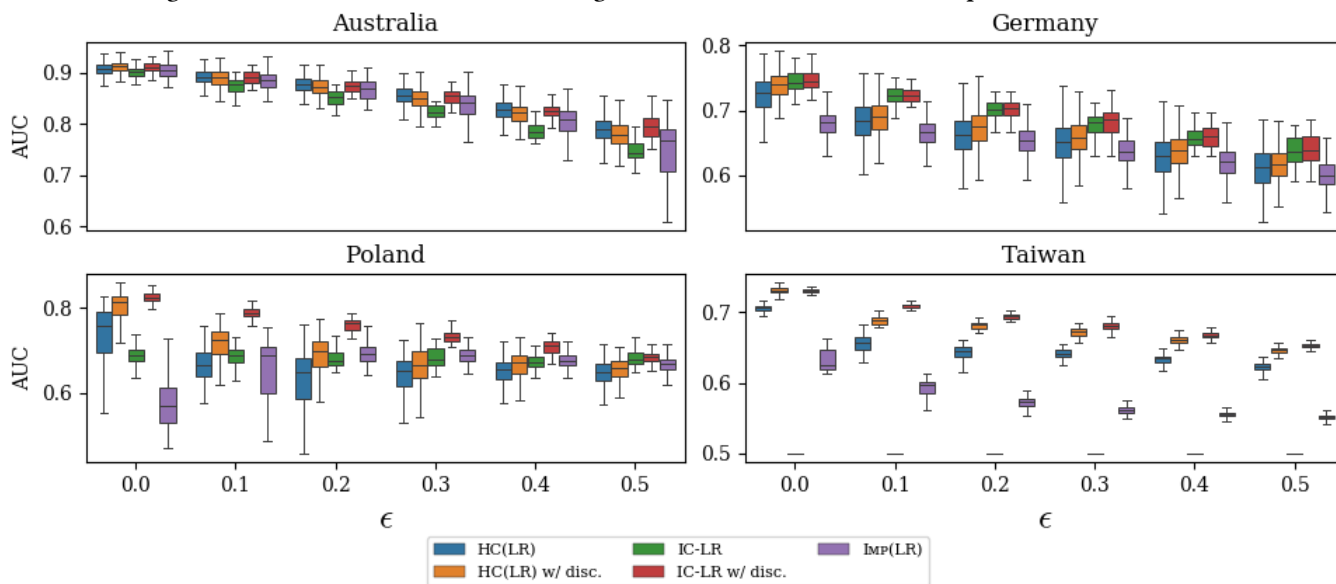 Australia
Germany
AUC
0.9
0.8
0.7
0.6
0.8
0.7
0.6
Poland
Taiwan
AUC
0.8
0.6
0.7
0.6
0.5
0.0 0.1 0.2 0.3 0.4 0.5
0.0 0.1 0.2 0.3 0.4 0.5
ϵ
ϵ
HC(LR) IC-LR IMP(LR)
HC(LR) w/ disc. IC-LR w/ disc.